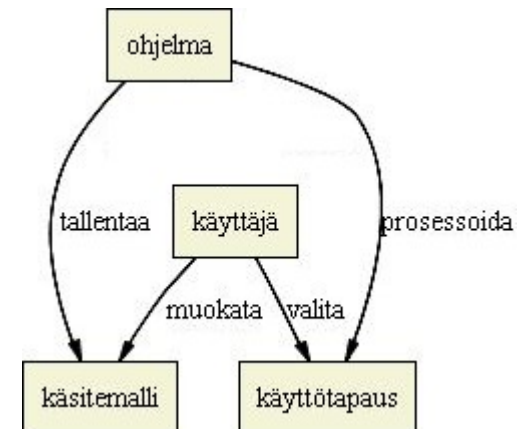 ohjelma
tallentaa
käyttäjä
prosessoida
muokata
valita
käsitemalli
käyttötapaus